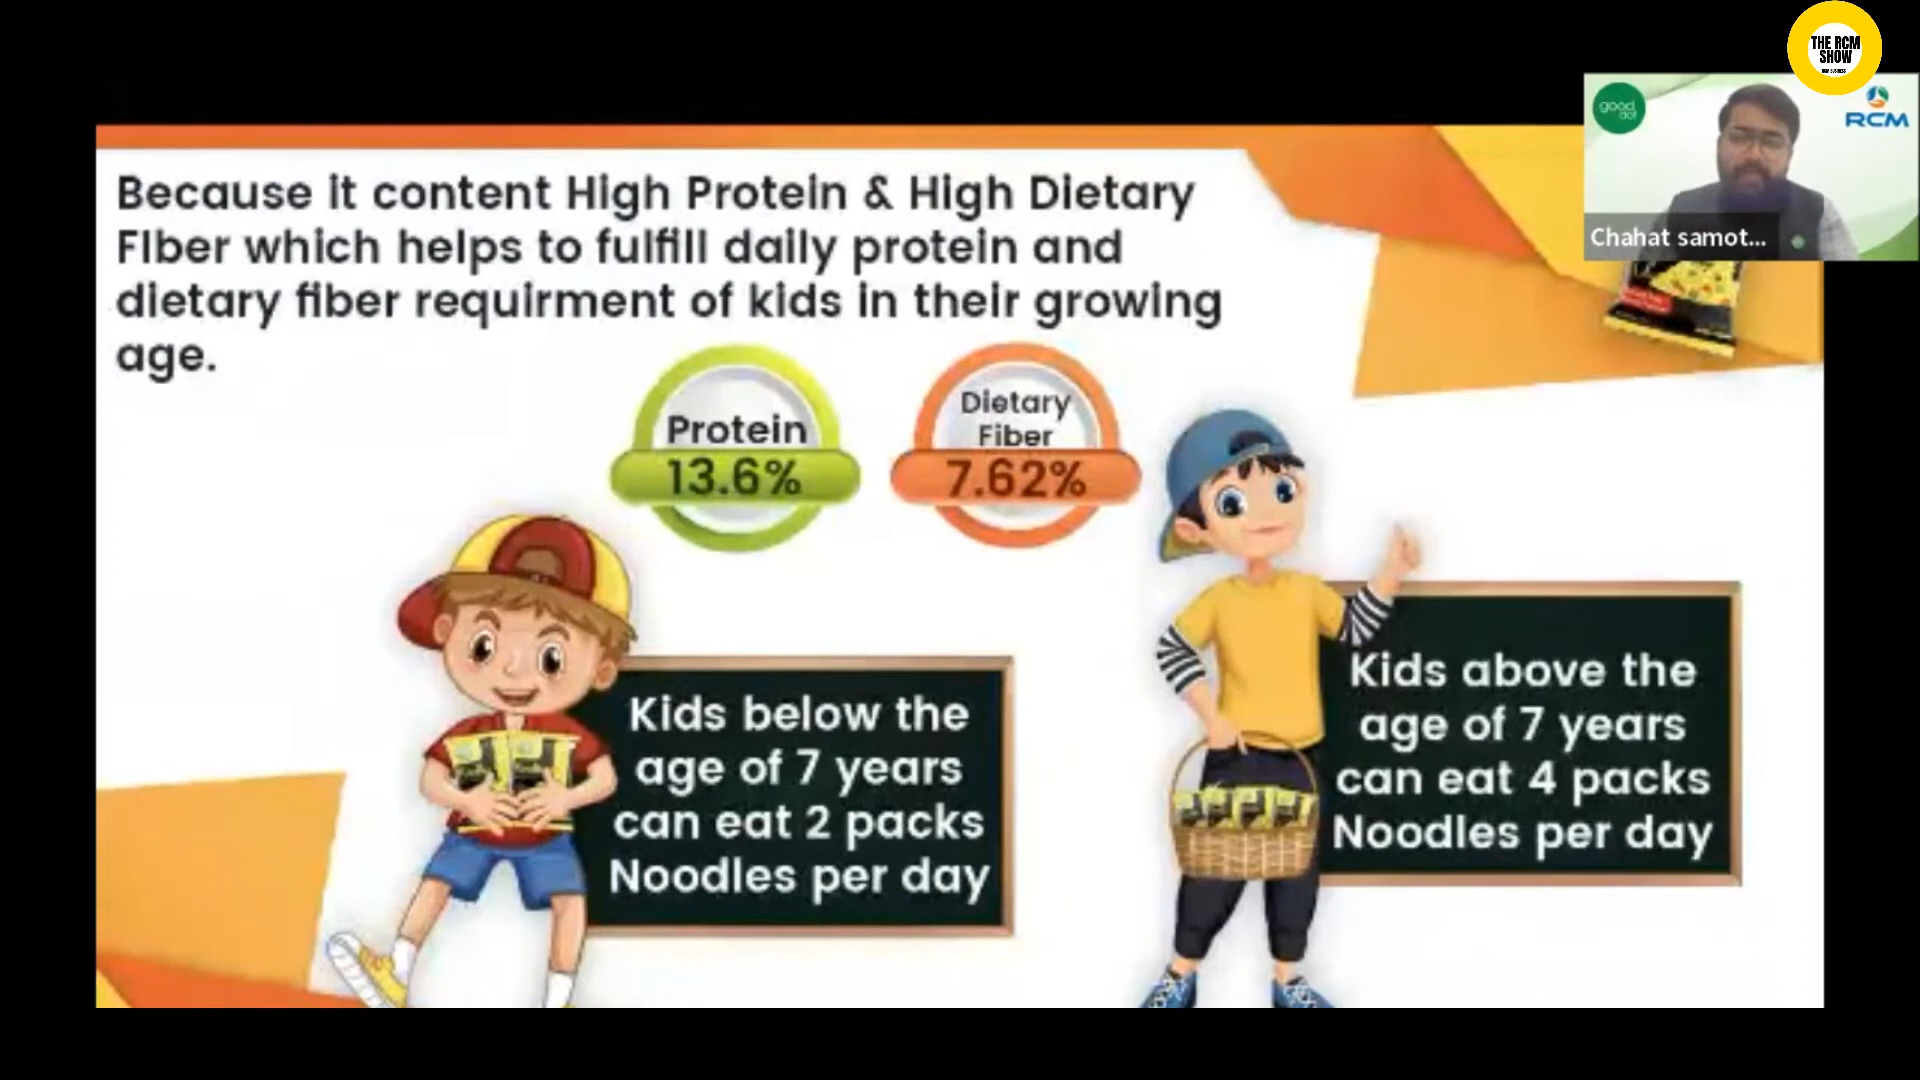 THE RCM
SHOW
RCM BUSINESS
good
dot
RCM
Chahat samot...
Because it content High Protein & High Dietary
Fiber which helps to fulfill daily protein and
dietary fiber requirment of kids in their growing
age.
Protein
13.6%
Dietary
Fiber
7.62%
Kids below the
age of 7 years
can eat 2 packs
Noodles per day
Kids above the
age of 7 years
can eat 4 packs
Noodles per day